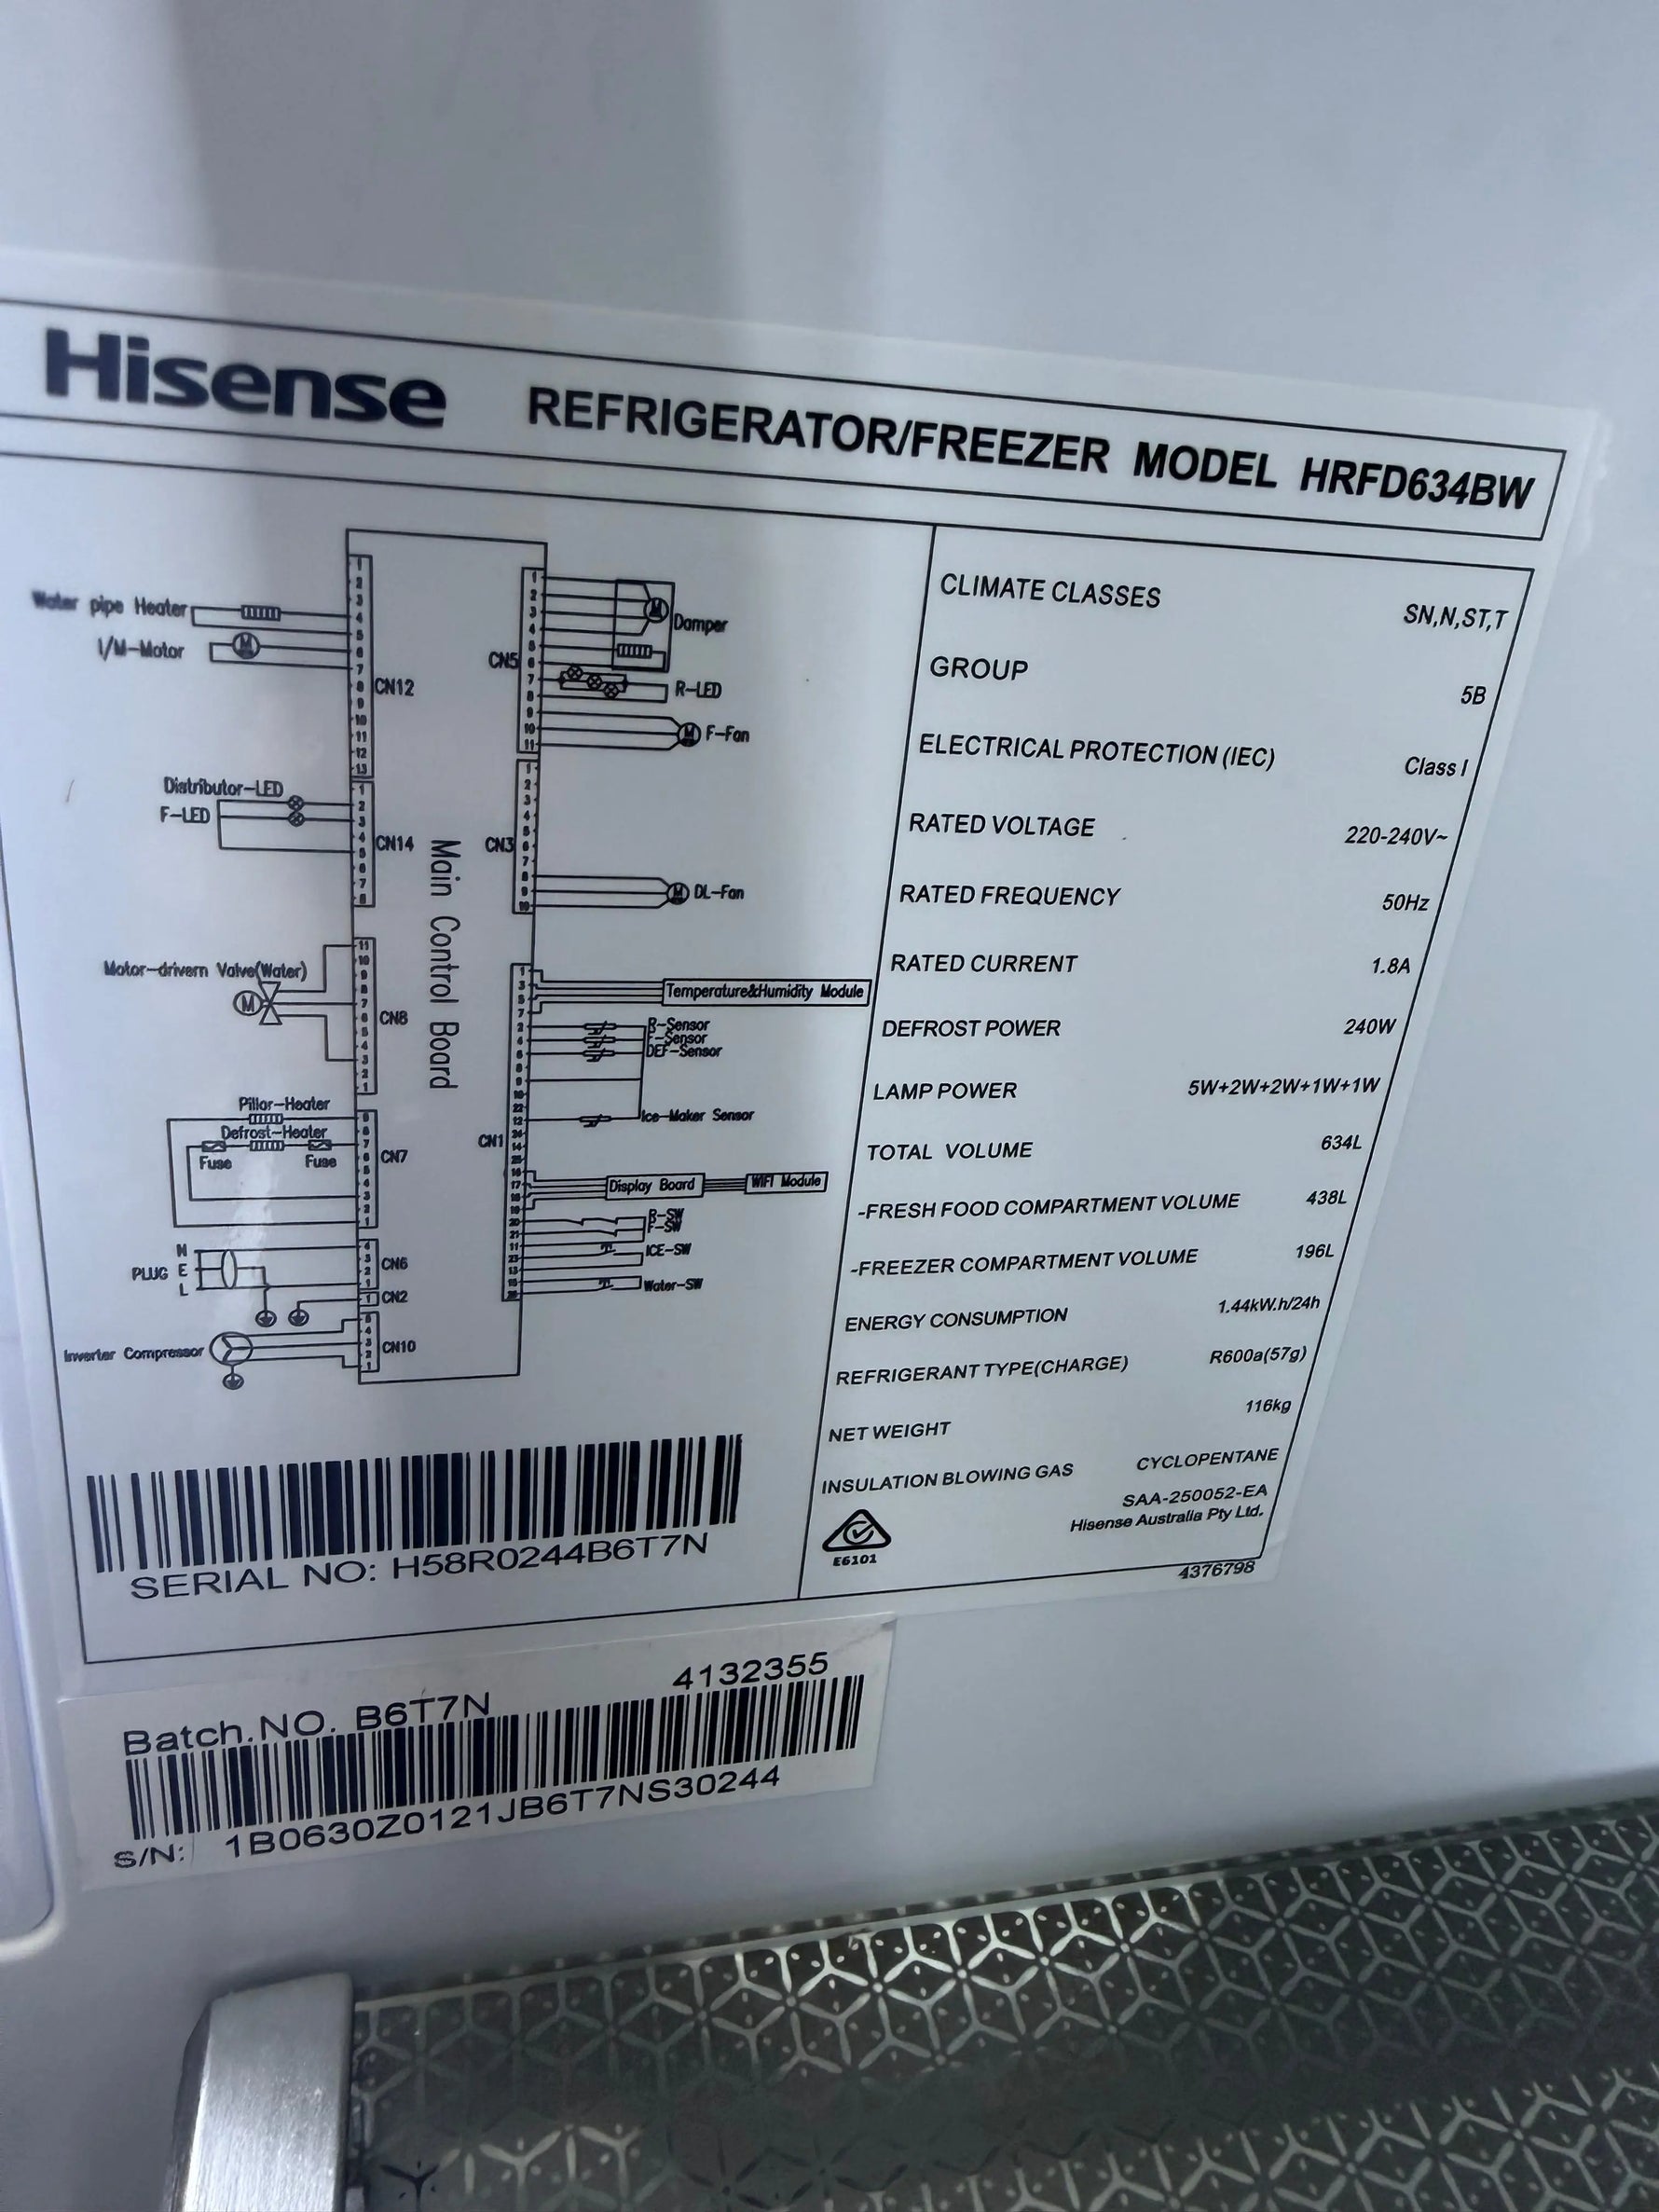 Hisense REFRIGERATOR/FREEZER MODEL HRFD634BW
Water pipe Heater
I/M-Motor
CN12
Distributor-LED
F-LED
CN14
Motor-drivern Valve(Water)
CN8
Pillar-Heater
Defrost-Heater
Fuse Fuse
CN7
PLUG N E L
CN6
CN2
Inverter Compressor
CN10
Main Control Board
CN5
Damper
R-LED
F-Fan
CN3
DL-Fan
CN1
Temperature&Humidity Module
R-Sensor
F-Sensor
DEF-Sensor
Ice-Maker Sensor
Display Board WIFI Module
R-SW
F-SW
ICE-SW
Water-SW
CLIMATE CLASSES SN,N,ST,T
GROUP 5B
ELECTRICAL PROTECTION (IEC) Class I
RATED VOLTAGE 220-240V~
RATED FREQUENCY 50Hz
RATED CURRENT 1.8A
DEFROST POWER 240W
LAMP POWER 5W+2W+2W+1W+1W
TOTAL VOLUME 634L
-FRESH FOOD COMPARTMENT VOLUME 438L
-FREEZER COMPARTMENT VOLUME 196L
ENERGY CONSUMPTION 1.44kW.h/24h
REFRIGERANT TYPE(CHARGE) R600a(57g)
NET WEIGHT 116kg
INSULATION BLOWING GAS CYCLOPENTANE
SAA-250052-EA
Hisense Australia Pty Ltd.
E6101
4376798
SERIAL NO: H58R0244B6T7N
Batch.NO. B6T7N 4132355
S/N: 1B0630Z0121JB6T7NS30244